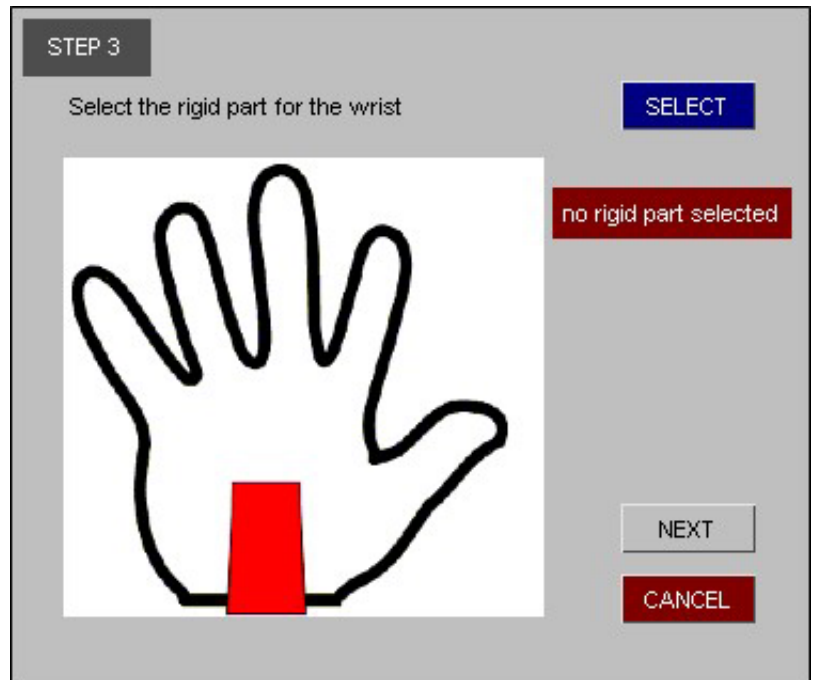 STEP 3
Select the rigid part for the wrist
SELECT
no rigid part selected
NEXT
CANCEL